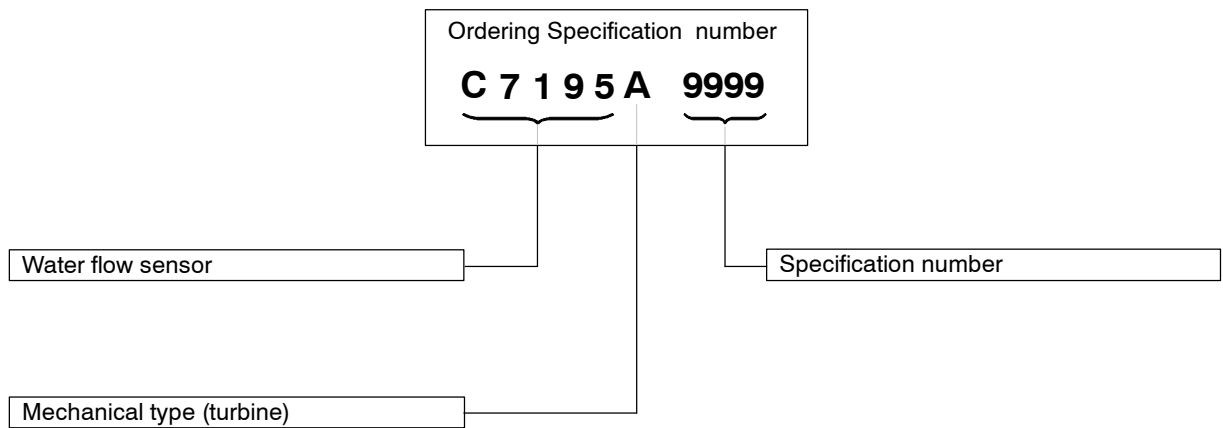 Ordering Specification number
C 7 1 9 5 A 9999
Water flow sensor
Specification number
Mechanical type (turbine)